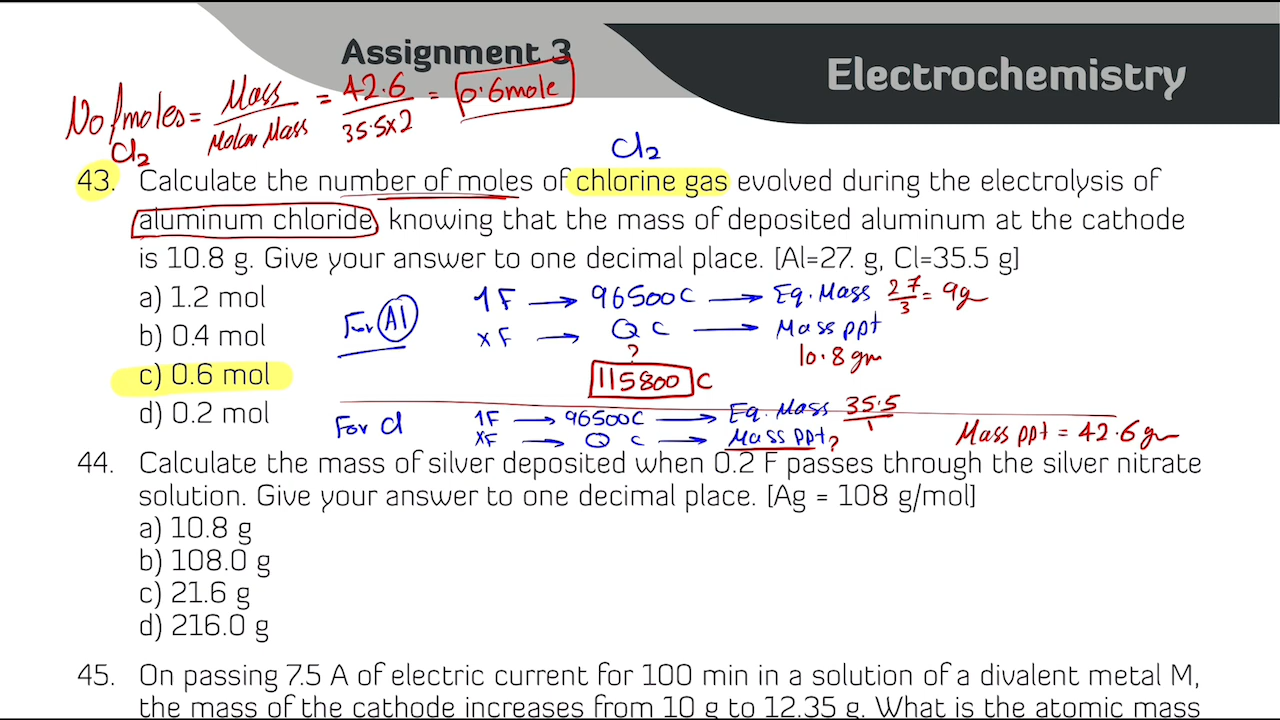 Assignment 3
Electrochemistry
No of moles = Mass / Molar Mass = 42.6 / 35.5x2 = 0.6mole
Cl2
Cl2
43. Calculate the number of moles of chlorine gas evolved during the electrolysis of
aluminum chloride, knowing that the mass of deposited aluminum at the cathode
is 10.8 g. Give your answer to one decimal place. [Al=27. g, Cl=35.5 g]
a) 1.2 mol
b) 0.4 mol
c) 0.6 mol
d) 0.2 mol
For Al
1F → 96500C → Eq. Mass 27/3 = 9g
xF → Q C → Mass ppt
? 10.8 gm
115800 C
For Cl
1F → 96500C → Eq. Mass 35.5/1
xF → Q C → Mass ppt?
Mass ppt = 42.6 gm
44. Calculate the mass of silver deposited when 0.2 F passes through the silver nitrate
solution. Give your answer to one decimal place. [Ag = 108 g/mol]
a) 10.8 g
b) 108.0 g
c) 21.6 g
d) 216.0 g
45. On passing 7.5 A of electric current for 100 min in a solution of a divalent metal M,
the mass of the cathode increases from 10 g to 12.35 g. What is the atomic mass